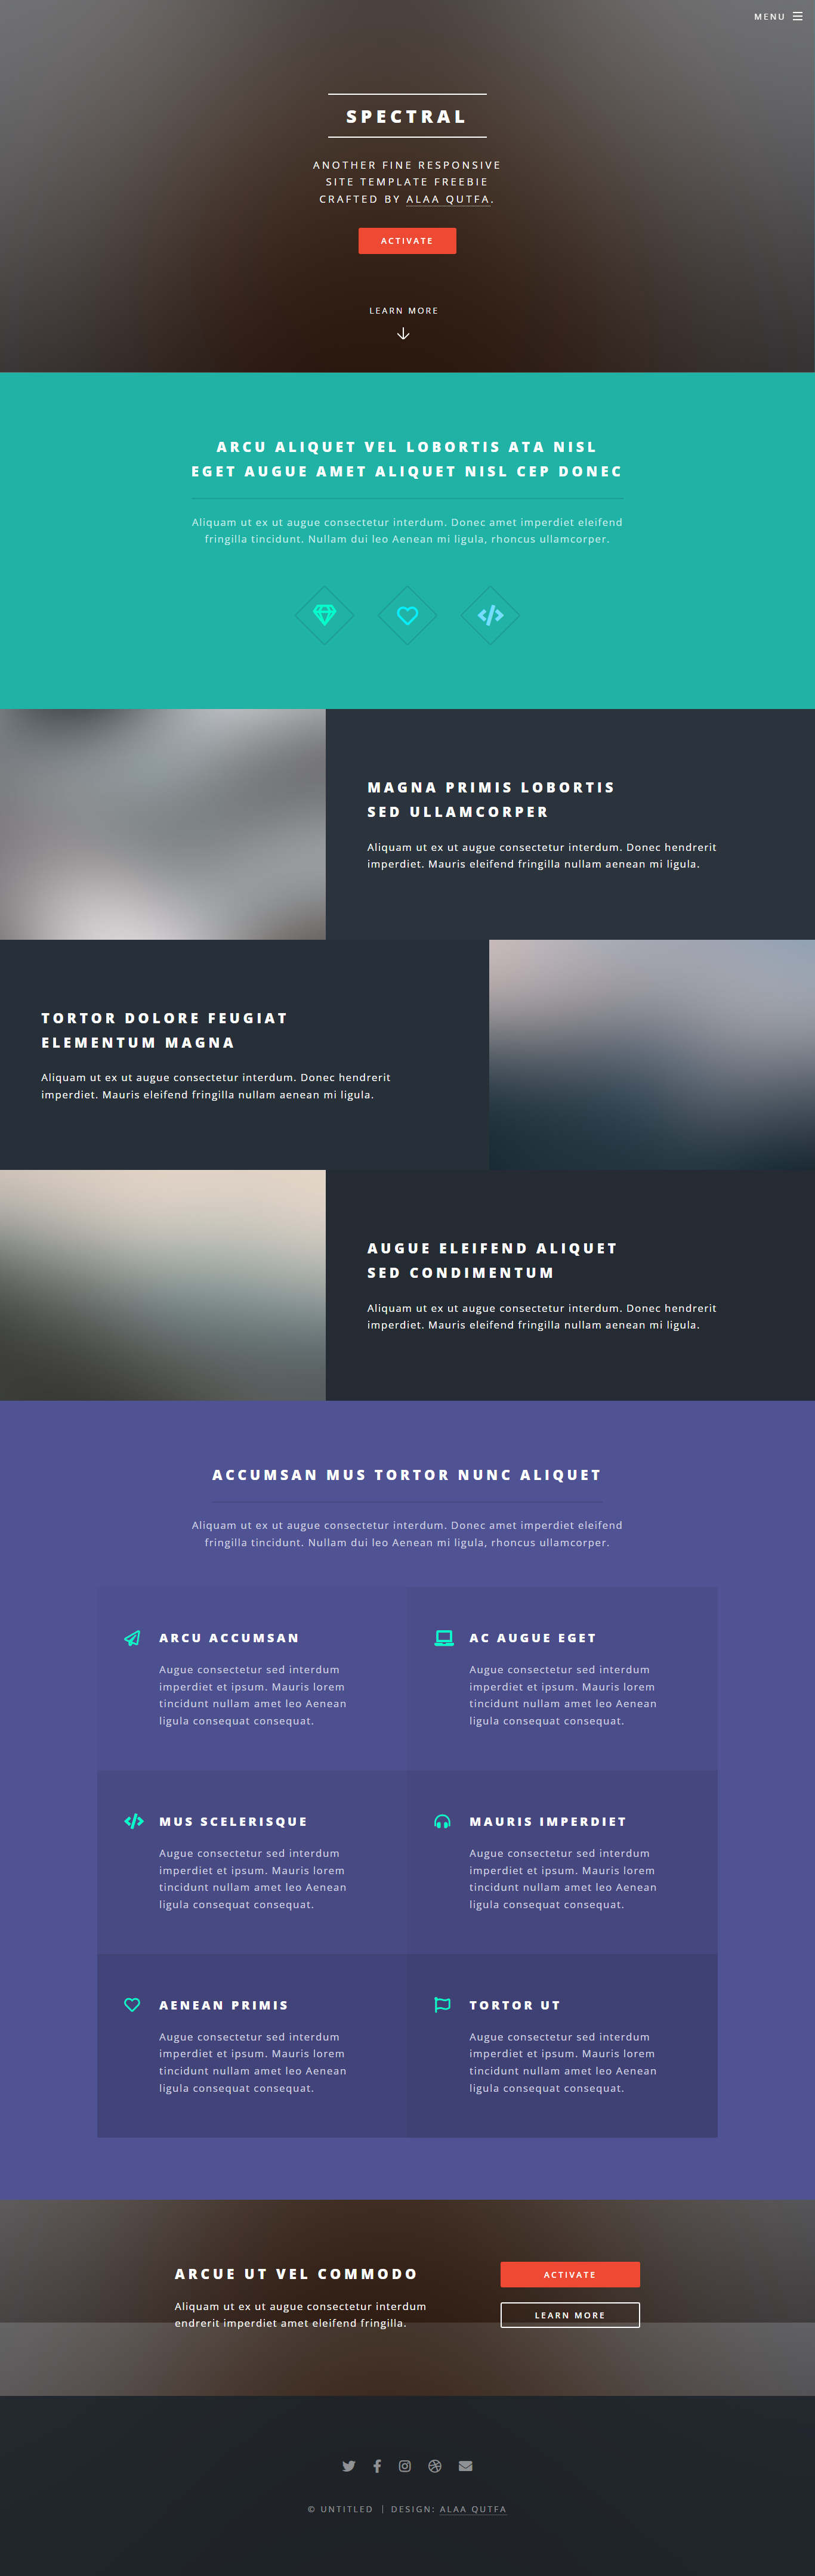 MENU
SPECTRAL
ANOTHER FINE RESPONSIVE
SITE TEMPLATE FREEBIE
CRAFTED BY ALAA QUTFA.
ACTIVATE
LEARN MORE
ARCU ALIQUET VEL LOBORTIS ATA NISL
EGET AUGUE AMET ALIQUET NISL CEP DONEC
Aliquam ut ex ut augue consectetur interdum. Donec amet imperdiet eleifend
fringilla tincidunt. Nullam dui leo Aenean mi ligula, rhoncus ullamcorper.
MAGNA PRIMIS LOBORTIS
SED ULLAMCORPER
Aliquam ut ex ut augue consectetur interdum. Donec hendrerit
imperdiet. Mauris eleifend fringilla nullam aenean mi ligula.
TORTOR DOLORE FEUGIAT
ELEMENTUM MAGNA
Aliquam ut ex ut augue consectetur interdum. Donec hendrerit
imperdiet. Mauris eleifend fringilla nullam aenean mi ligula.
AUGUE ELEIFEND ALIQUET
SED CONDIMENTUM
Aliquam ut ex ut augue consectetur interdum. Donec hendrerit
imperdiet. Mauris eleifend fringilla nullam aenean mi ligula.
ACCUMSAN MUS TORTOR NUNC ALIQUET
Aliquam ut ex ut augue consectetur interdum. Donec amet imperdiet eleifend
fringilla tincidunt. Nullam dui leo Aenean mi ligula, rhoncus ullamcorper.
ARCU ACCUMSAN
Augue consectetur sed interdum
imperdiet et ipsum. Mauris lorem
tincidunt nullam amet leo Aenean
ligula consequat consequat.
AC AUGUE EGET
Augue consectetur sed interdum
imperdiet et ipsum. Mauris lorem
tincidunt nullam amet leo Aenean
ligula consequat consequat.
MUS SCELERISQUE
Augue consectetur sed interdum
imperdiet et ipsum. Mauris lorem
tincidunt nullam amet leo Aenean
ligula consequat consequat.
MAURIS IMPERDIET
Augue consectetur sed interdum
imperdiet et ipsum. Mauris lorem
tincidunt nullam amet leo Aenean
ligula consequat consequat.
AENEAN PRIMIS
Augue consectetur sed interdum
imperdiet et ipsum. Mauris lorem
tincidunt nullam amet leo Aenean
ligula consequat consequat.
TORTOR UT
Augue consectetur sed interdum
imperdiet et ipsum. Mauris lorem
tincidunt nullam amet leo Aenean
ligula consequat consequat.
ARCUE UT VEL COMMODO
Aliquam ut ex ut augue consectetur interdum
endrerit imperdiet amet eleifend fringilla.
ACTIVATE
LEARN MORE
© UNTITLED | DESIGN: ALAA QUTFA